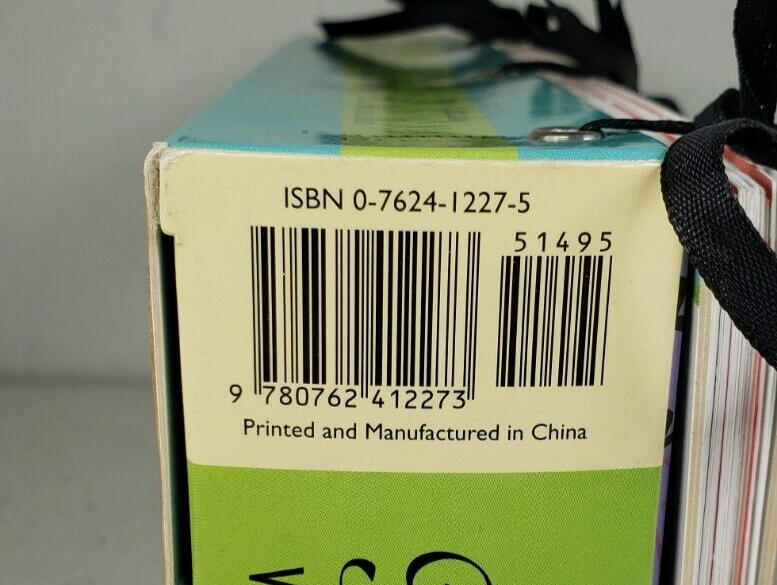 ISBN 0-7624-1227-5
51495
9 780762 412273
Printed and Manufactured in China